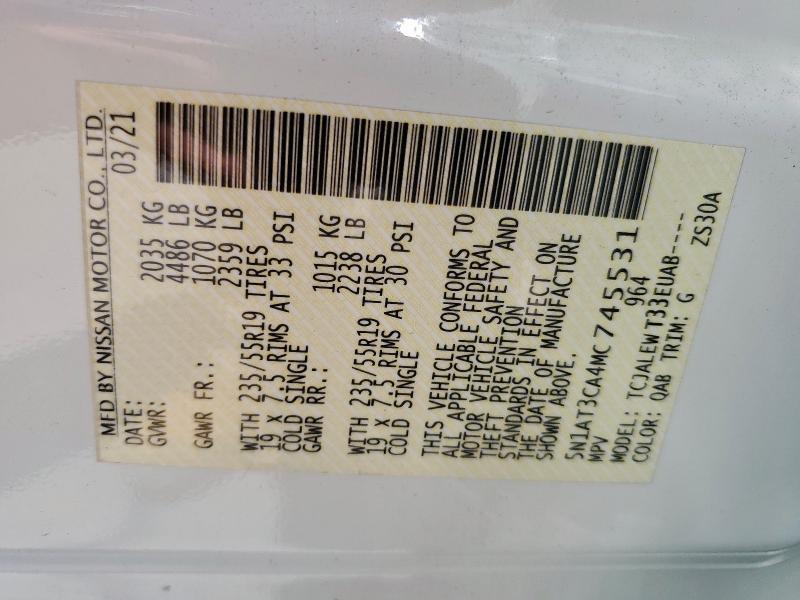 MFD BY NISSAN MOTOR CO., LTD.
DATE: 03/21
GVWR: 2035 KG
4486 LB
GAWR FR.: 1070 KG
2359 LB
WITH 235/55R19 TIRES
19 X 7.5 RIMS AT 33 PSI
COLD SINGLE
GAWR RR.: 1015 KG
2238 LB
WITH 235/55R19 TIRES
19 X 7.5 RIMS AT 30 PSI
COLD SINGLE
THIS VEHICLE CONFORMS TO
ALL APPLICABLE FEDERAL
MOTOR VEHICLE SAFETY AND
THEFT PREVENTION
STANDARDS IN EFFECT ON
THE DATE OF MANUFACTURE
SHOWN ABOVE.
5N1AT3CA4MC745531
MPV 964
MODEL: TCJALEWT33EUAB----
COLOR: QAB TRIM: G ZS30A